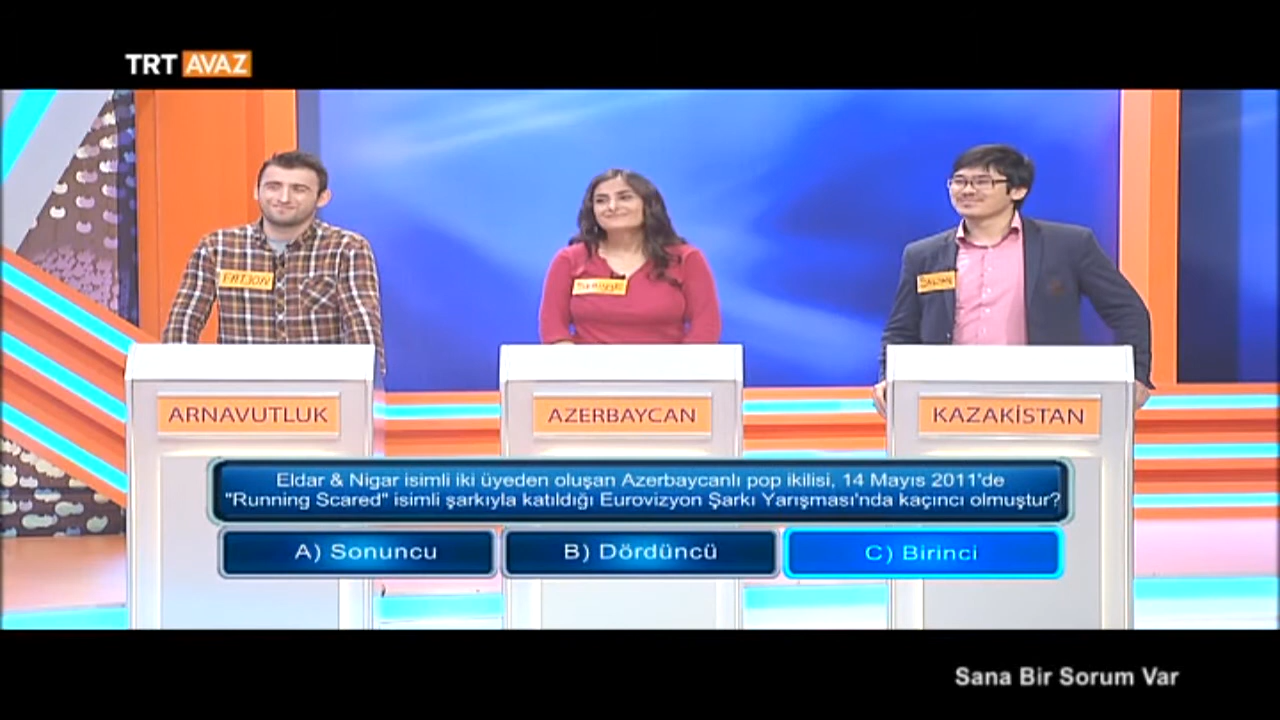 TRT AVAZ
FATJON
ARNAVUTLUK
AZERBAYCAN
KAZAKİSTAN
Eldar & Nigar isimli iki üyeden oluşan Azerbaycanlı pop ikilisi, 14 Mayıs 2011'de
"Running Scared" isimli şarkıyla katıldığı Eurovizyon Şarkı Yarışması'nda kaçıncı olmuştur?
A) Sonuncu
B) Dördüncü
C) Birinci
Sana Bir Sorum Var